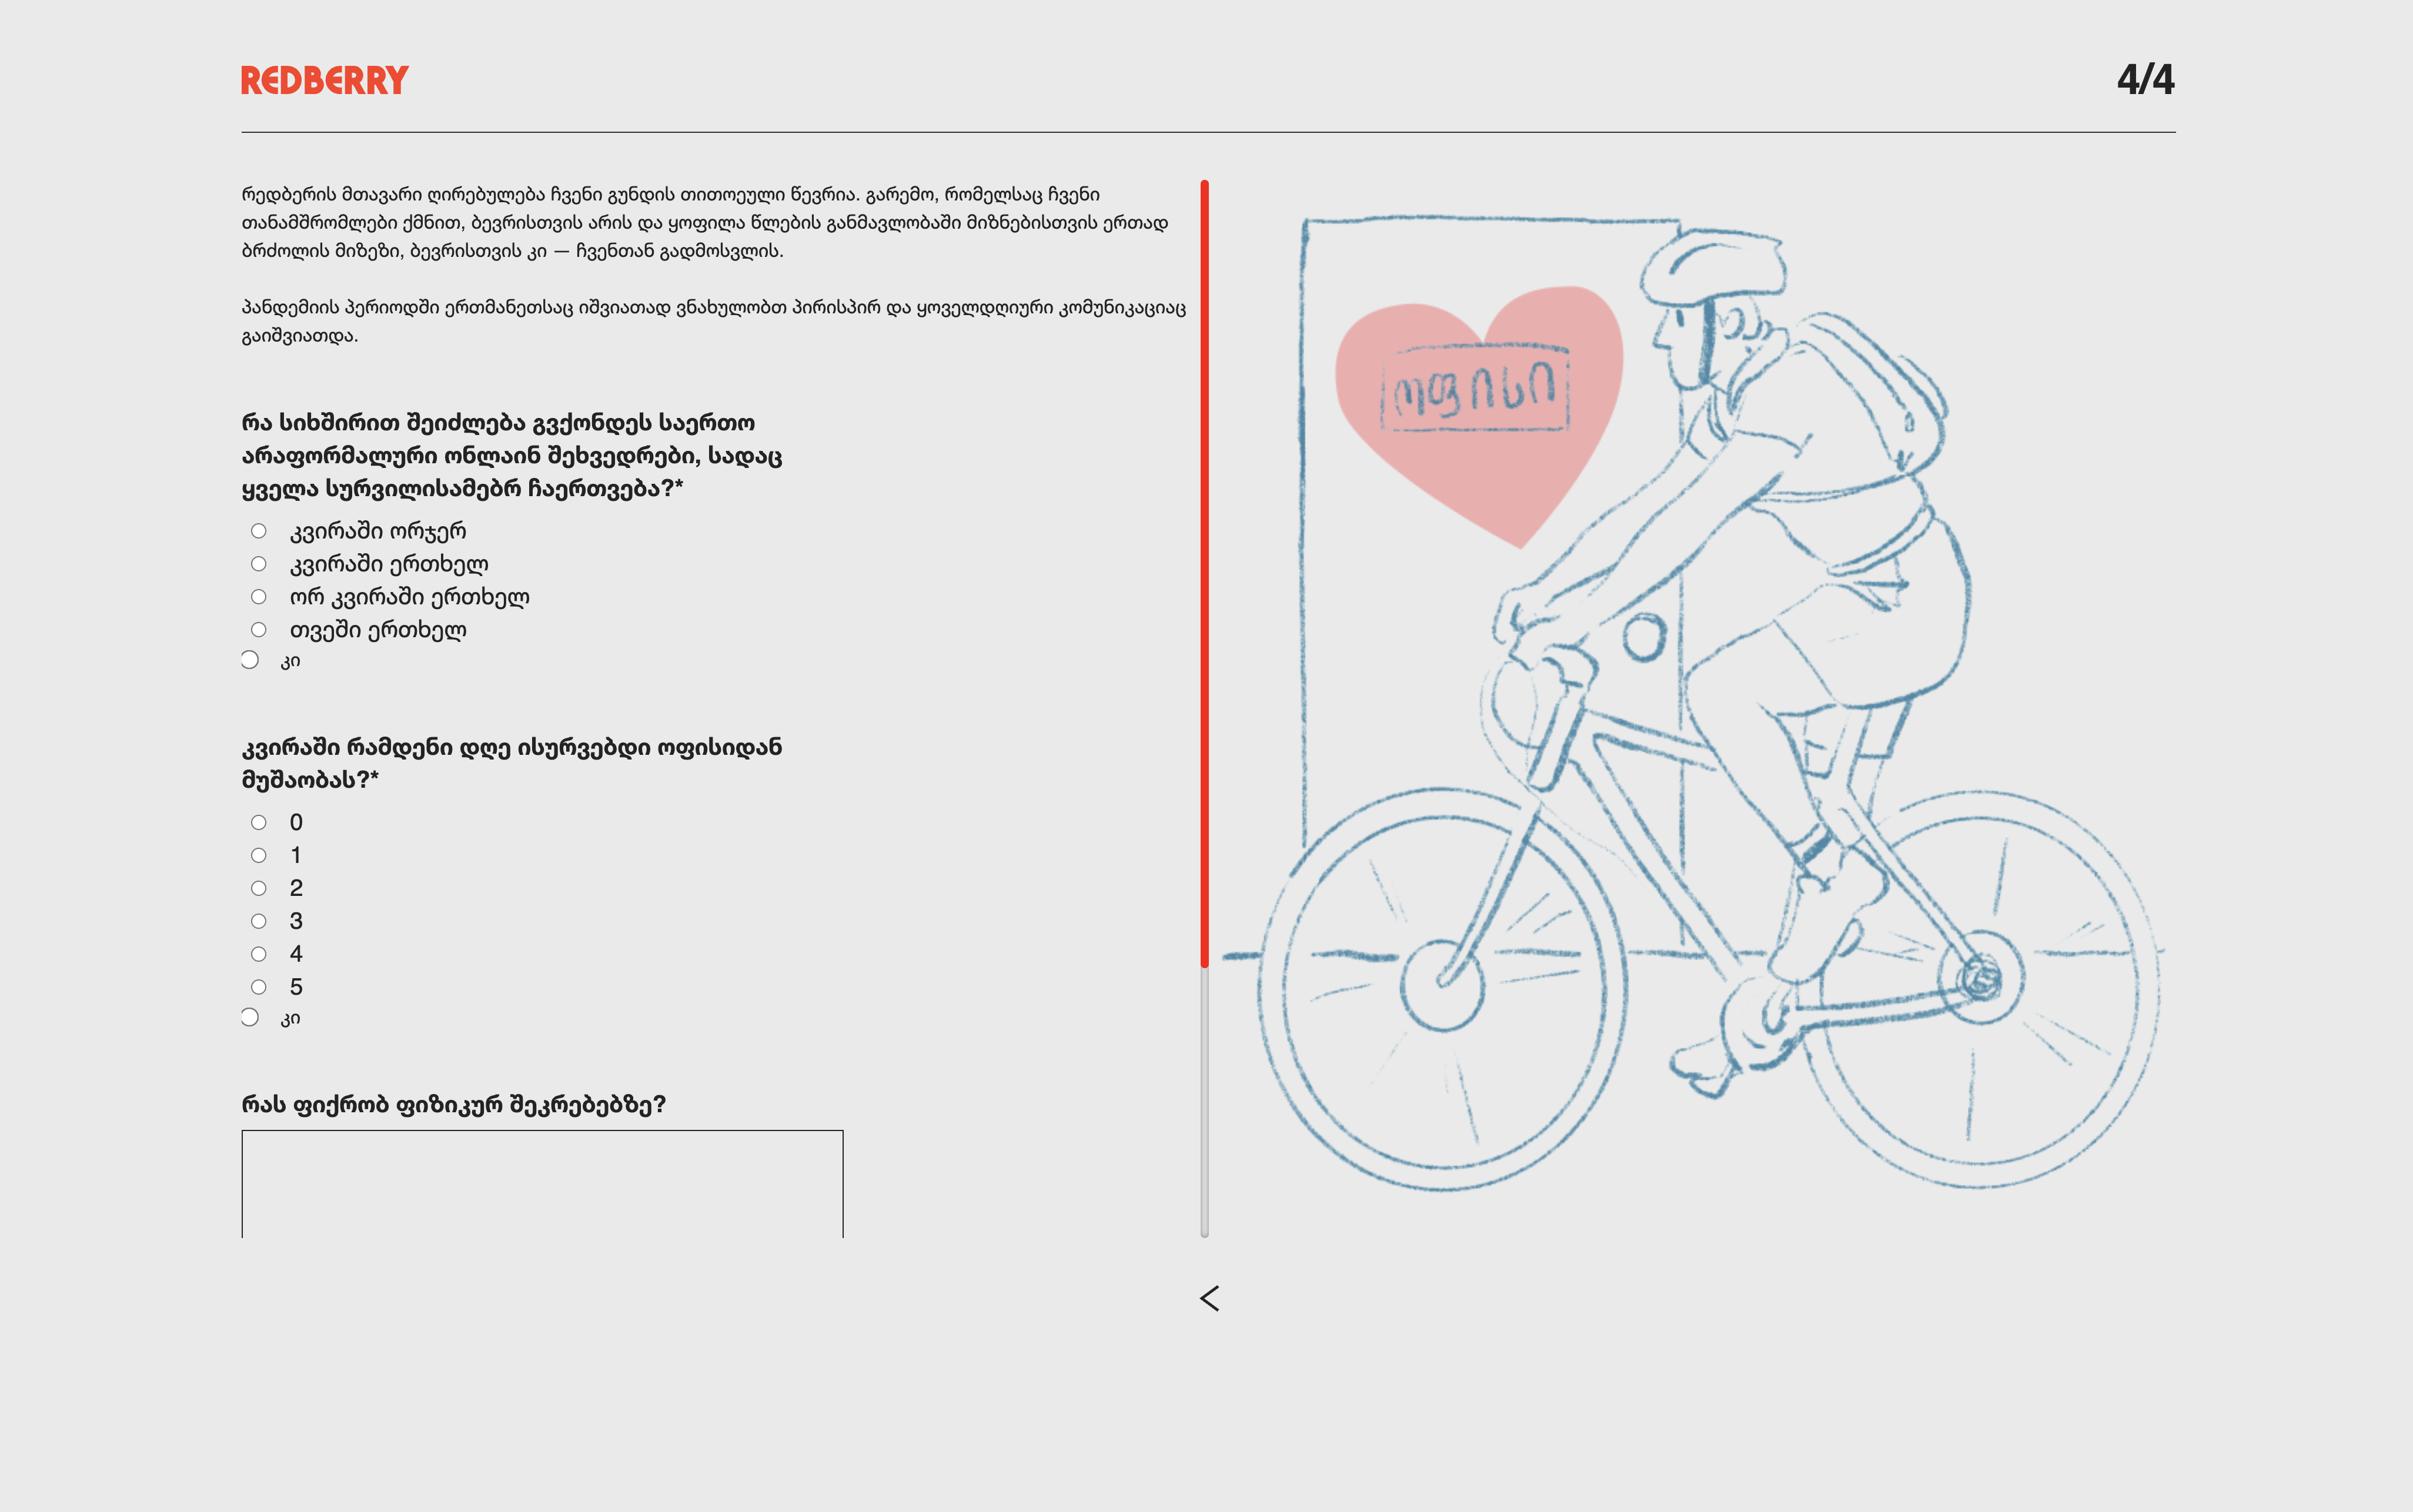 REDBERRY
4/4
რედბერის მთავარი ღირებულება ჩვენი გუნდის თითოეული წევრია. გარემო, რომელსაც ჩვენი
თანამშრომლები ქმნით, ბევრისთვის არის და ყოფილა წლების განმავლობაში მიზნებისთვის ერთად
ბრძოლის მიზეზი, ბევრისთვის კი — ჩვენთან გადმოსვლის.
პანდემიის პერიოდში ერთმანეთსაც იშვიათად ვნახულობთ პირისპირ და ყოველდღიური კომუნიკაციაც
გაიშვიათდა.
რა სიხშირით შეიძლება გვქონდეს საერთო
არაფორმალური ონლაინ შეხვედრები, სადაც
ყველა სურვილისამებრ ჩაერთვება?*
კვირაში ორჯერ
კვირაში ერთხელ
ორ კვირაში ერთხელ
თვეში ერთხელ
კი
კვირაში რამდენი დღე ისურვებდი ოფისიდან
მუშაობას?*
0
1
2
3
4
5
კი
რას ფიქრობ ფიზიკურ შეკრებებზე?
ოფისი